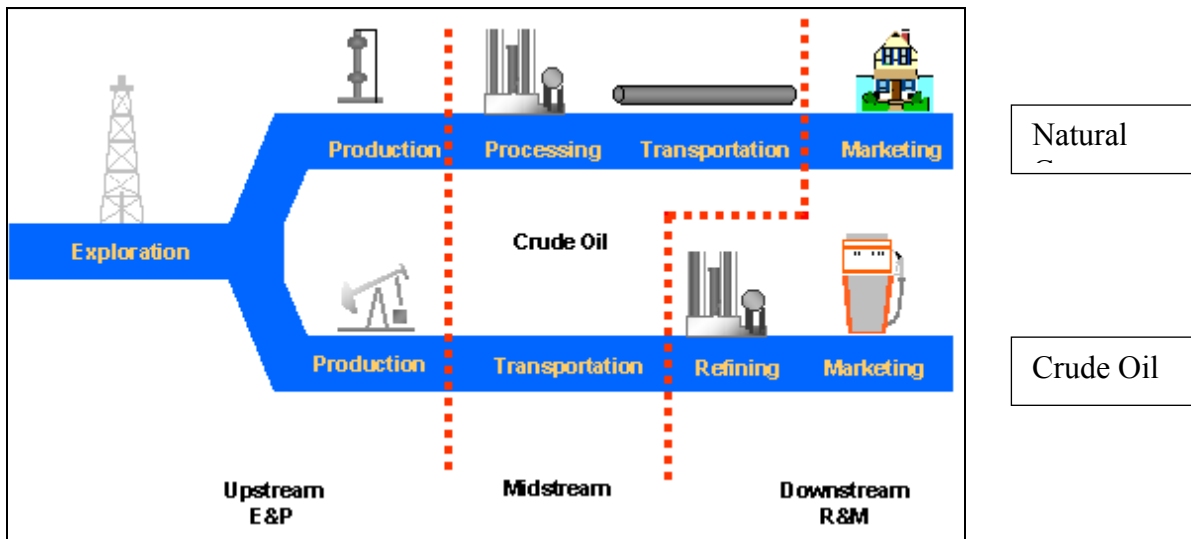 Production Processing Transportation Marketing
Natural
Exploration
Crude Oil
Production Transportation Refining Marketing
Crude Oil
Upstream
E&P
Midstream
Downstream
R&M